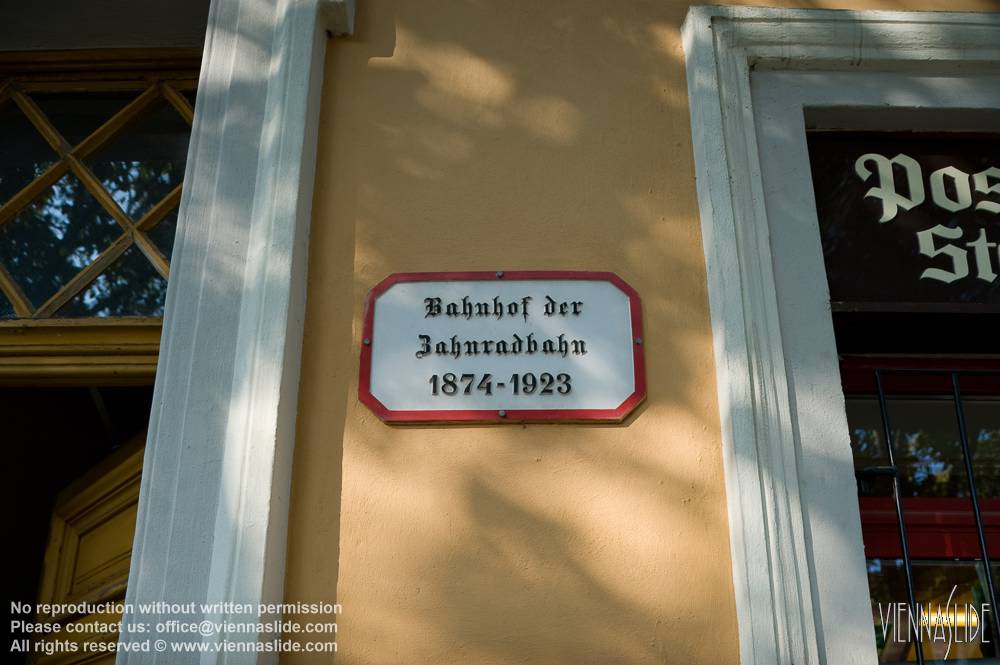 Bahnhof der
Zahnradbahn
1874-1923
No reproduction without written permission
Please contact us: office@viennaslide.com
All rights reserved © www.viennaslide.com
VIENNASLIDE